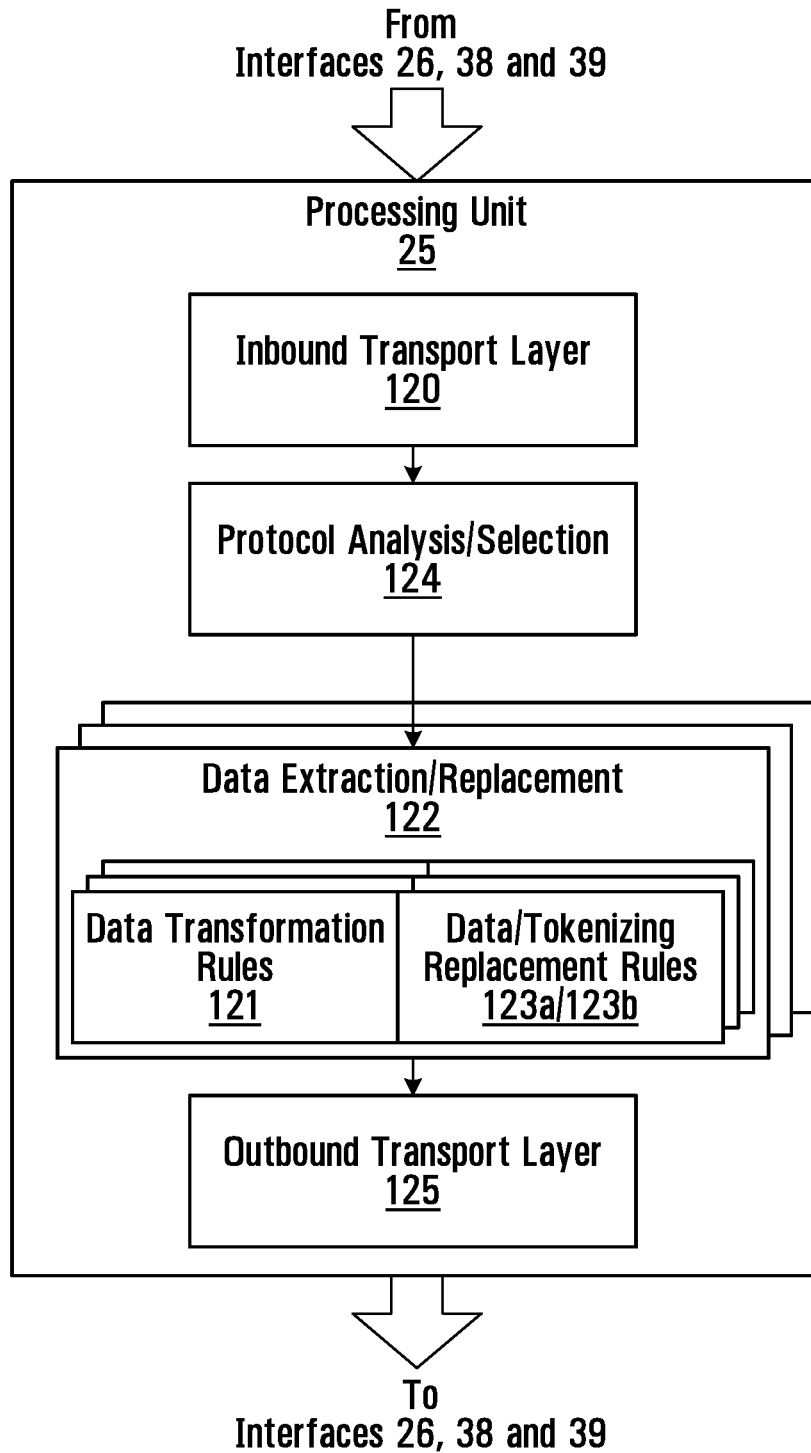 From
Interfaces 26, 38 and 39
Processing Unit
25
Inbound Transport Layer
120
Protocol Analysis/Selection
124
Data Extraction/Replacement
122
Data Transformation
Rules
121
Data/Tokenizing
Replacement Rules
123a/123b
Outbound Transport Layer
125
To
Interfaces 26, 38 and 39